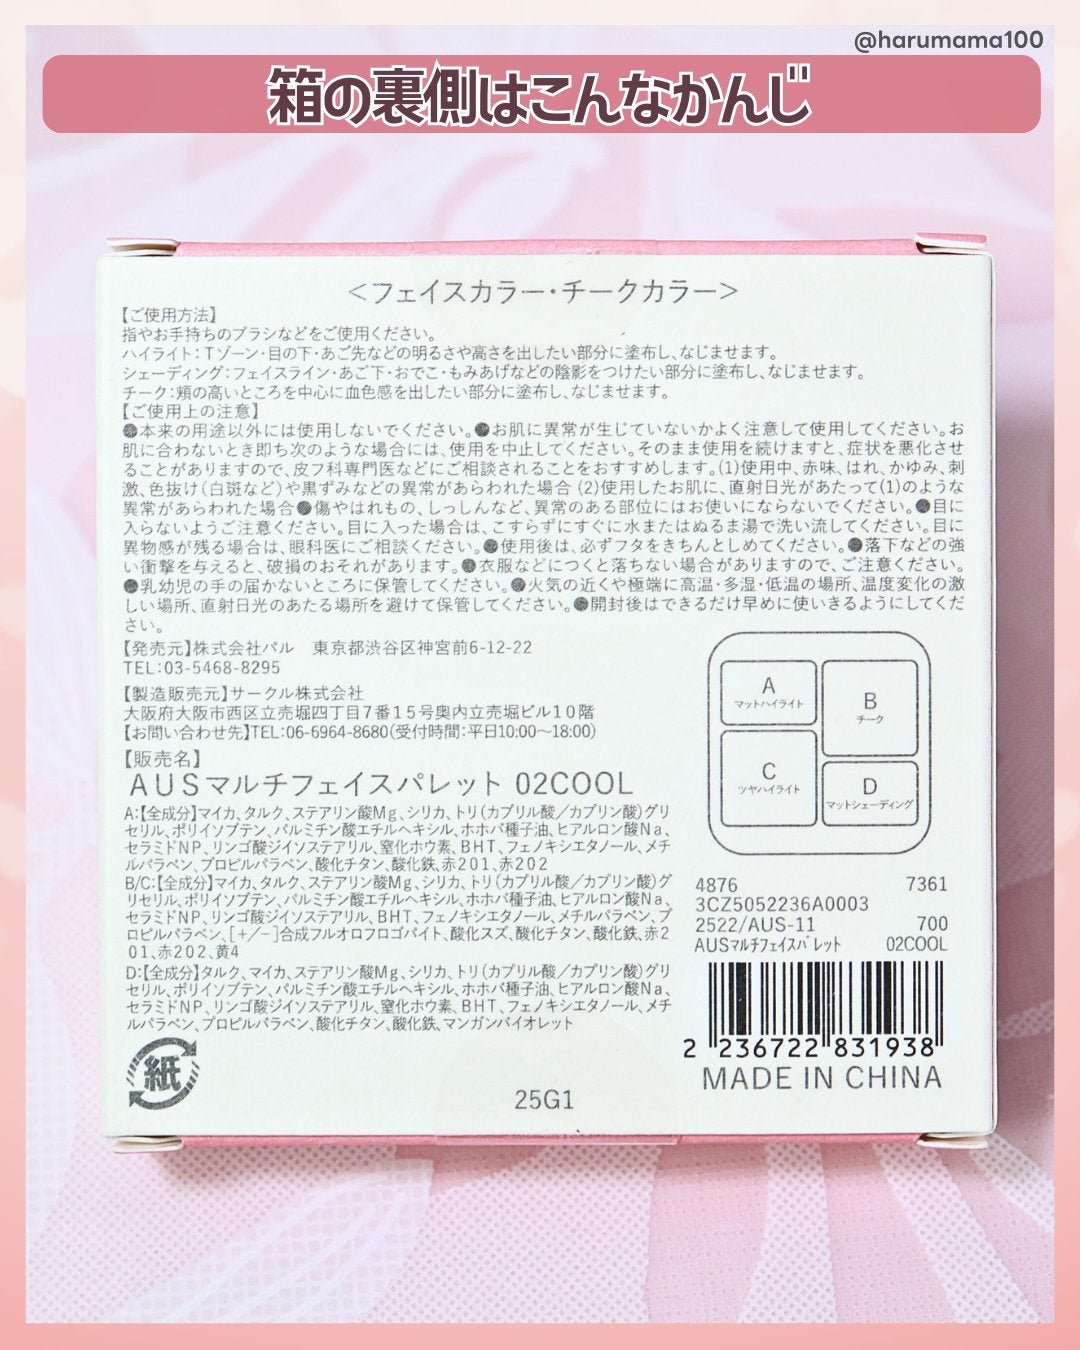 @harumama100
箱の裏側はこんなかんじ
＜フェイスカラー・チークカラー＞
【ご使用方法】
指やお手持ちのブラシなどをご使用ください。
ハイライト：Tゾーン・目の下・あご先などの明るさや高さを出したい部分に塗布し、なじませます。
シェーディング：フェイスライン・あご下・おでこ・もみあげなどの陰影をつけたい部分に塗布し、なじませます。
チーク：頬の高いところを中心に血色感を出したい部分に塗布し、なじませます。
【ご使用上の注意】
●本来の用途以外には使用しないでください。●お肌に異常が生じていないかよく注意して使用してください。お
肌に合わないとき即ち次のような場合には、使用を中止してください。そのまま使用を続けますと、症状を悪化させ
ることがありますので、皮フ科専門医などにご相談されることをおすすめします。(1)使用中、赤味、はれ、かゆみ、刺
激、色抜け(白斑など)や黒ずみなどの異常があらわれた場合 (2)使用したお肌に、直射日光があたって(1)のような
異常があらわれた場合●傷やはれもの、しっしんなど、異常のある部位にはお使いにならないでください。●目に
入らないようご注意ください。目に入った場合は、こすらずにすぐに水またはぬるま湯で洗い流してください。目に
異物感が残る場合は、眼科医にご相談ください。●使用後は、必ずフタをきちんとしめてください。●落下などの強
い衝撃を与えると、破損のおそれがあります。●衣服などにつくと落ちない場合がありますので、ご注意ください。
●乳幼児の手の届かないところに保管してください。●火気の近くや極端に高温・多湿・低温の場所、温度変化の激
しい場所、直射日光のあたる場所を避けて保管してください。●開封後はできるだけ早めに使いきるようにしてくだ
さい。
【発売元】株式会社パル　東京都渋谷区神宮前6-12-22
TEL：03-5468-8295
【製造販売元】サークル株式会社
大阪府大阪市西区立売堀四丁目7番15号奥内立売堀ビル10階
【お問い合わせ先】TEL：06-6964-8680(受付時間：平日10:00〜18:00)
【販売名】
AUSマルチフェイスパレット 02COOL
A：【全成分】マイカ、タルク、ステアリン酸Mg、シリカ、トリ(カプリル酸／カプリン酸)グリ
セリル、ポリイソブテン、パルミチン酸エチルヘキシル、ホホバ種子油、ヒアルロン酸Na、
セラミドNP、リンゴ酸ジイソステアリル、窒化ホウ素、BHT、フェノキシエタノール、メチ
ルパラベン、プロピルパラベン、酸化チタン、酸化鉄、赤201、赤202
B/C：【全成分】マイカ、タルク、ステアリン酸Mg、シリカ、トリ(カプリル酸／カプリン酸)グ
リセリル、ポリイソブテン、パルミチン酸エチルヘキシル、ホホバ種子油、ヒアルロン酸Na、
セラミドNP、リンゴ酸ジイソステアリル、BHT、フェノキシエタノール、メチルパラベン、プ
ロピルパラベン、[+/−]合成フルオロフロゴパイト、酸化スズ、酸化チタン、酸化鉄、赤2
01、赤202、黄4
D：【全成分】タルク、マイカ、ステアリン酸Mg、シリカ、トリ(カプリル酸／カプリン酸)グリ
セリル、ポリイソブテン、パルミチン酸エチルヘキシル、ホホバ種子油、ヒアルロン酸Na、
セラミドNP、リンゴ酸ジイソステアリル、窒化ホウ素、BHT、フェノキシエタノール、メチ
ルパラベン、プロピルパラベン、酸化チタン、酸化鉄、マンガンバイオレット
A
マットハイライト
B
チーク
C
ツヤハイライト
D
マットシェーディング
4876 7361
3CZ5052236A0003
2522/AUS-11 700
AUSマルチフェイスパレット 02COOL
2 236722 831938
MADE IN CHINA
紙
25G1